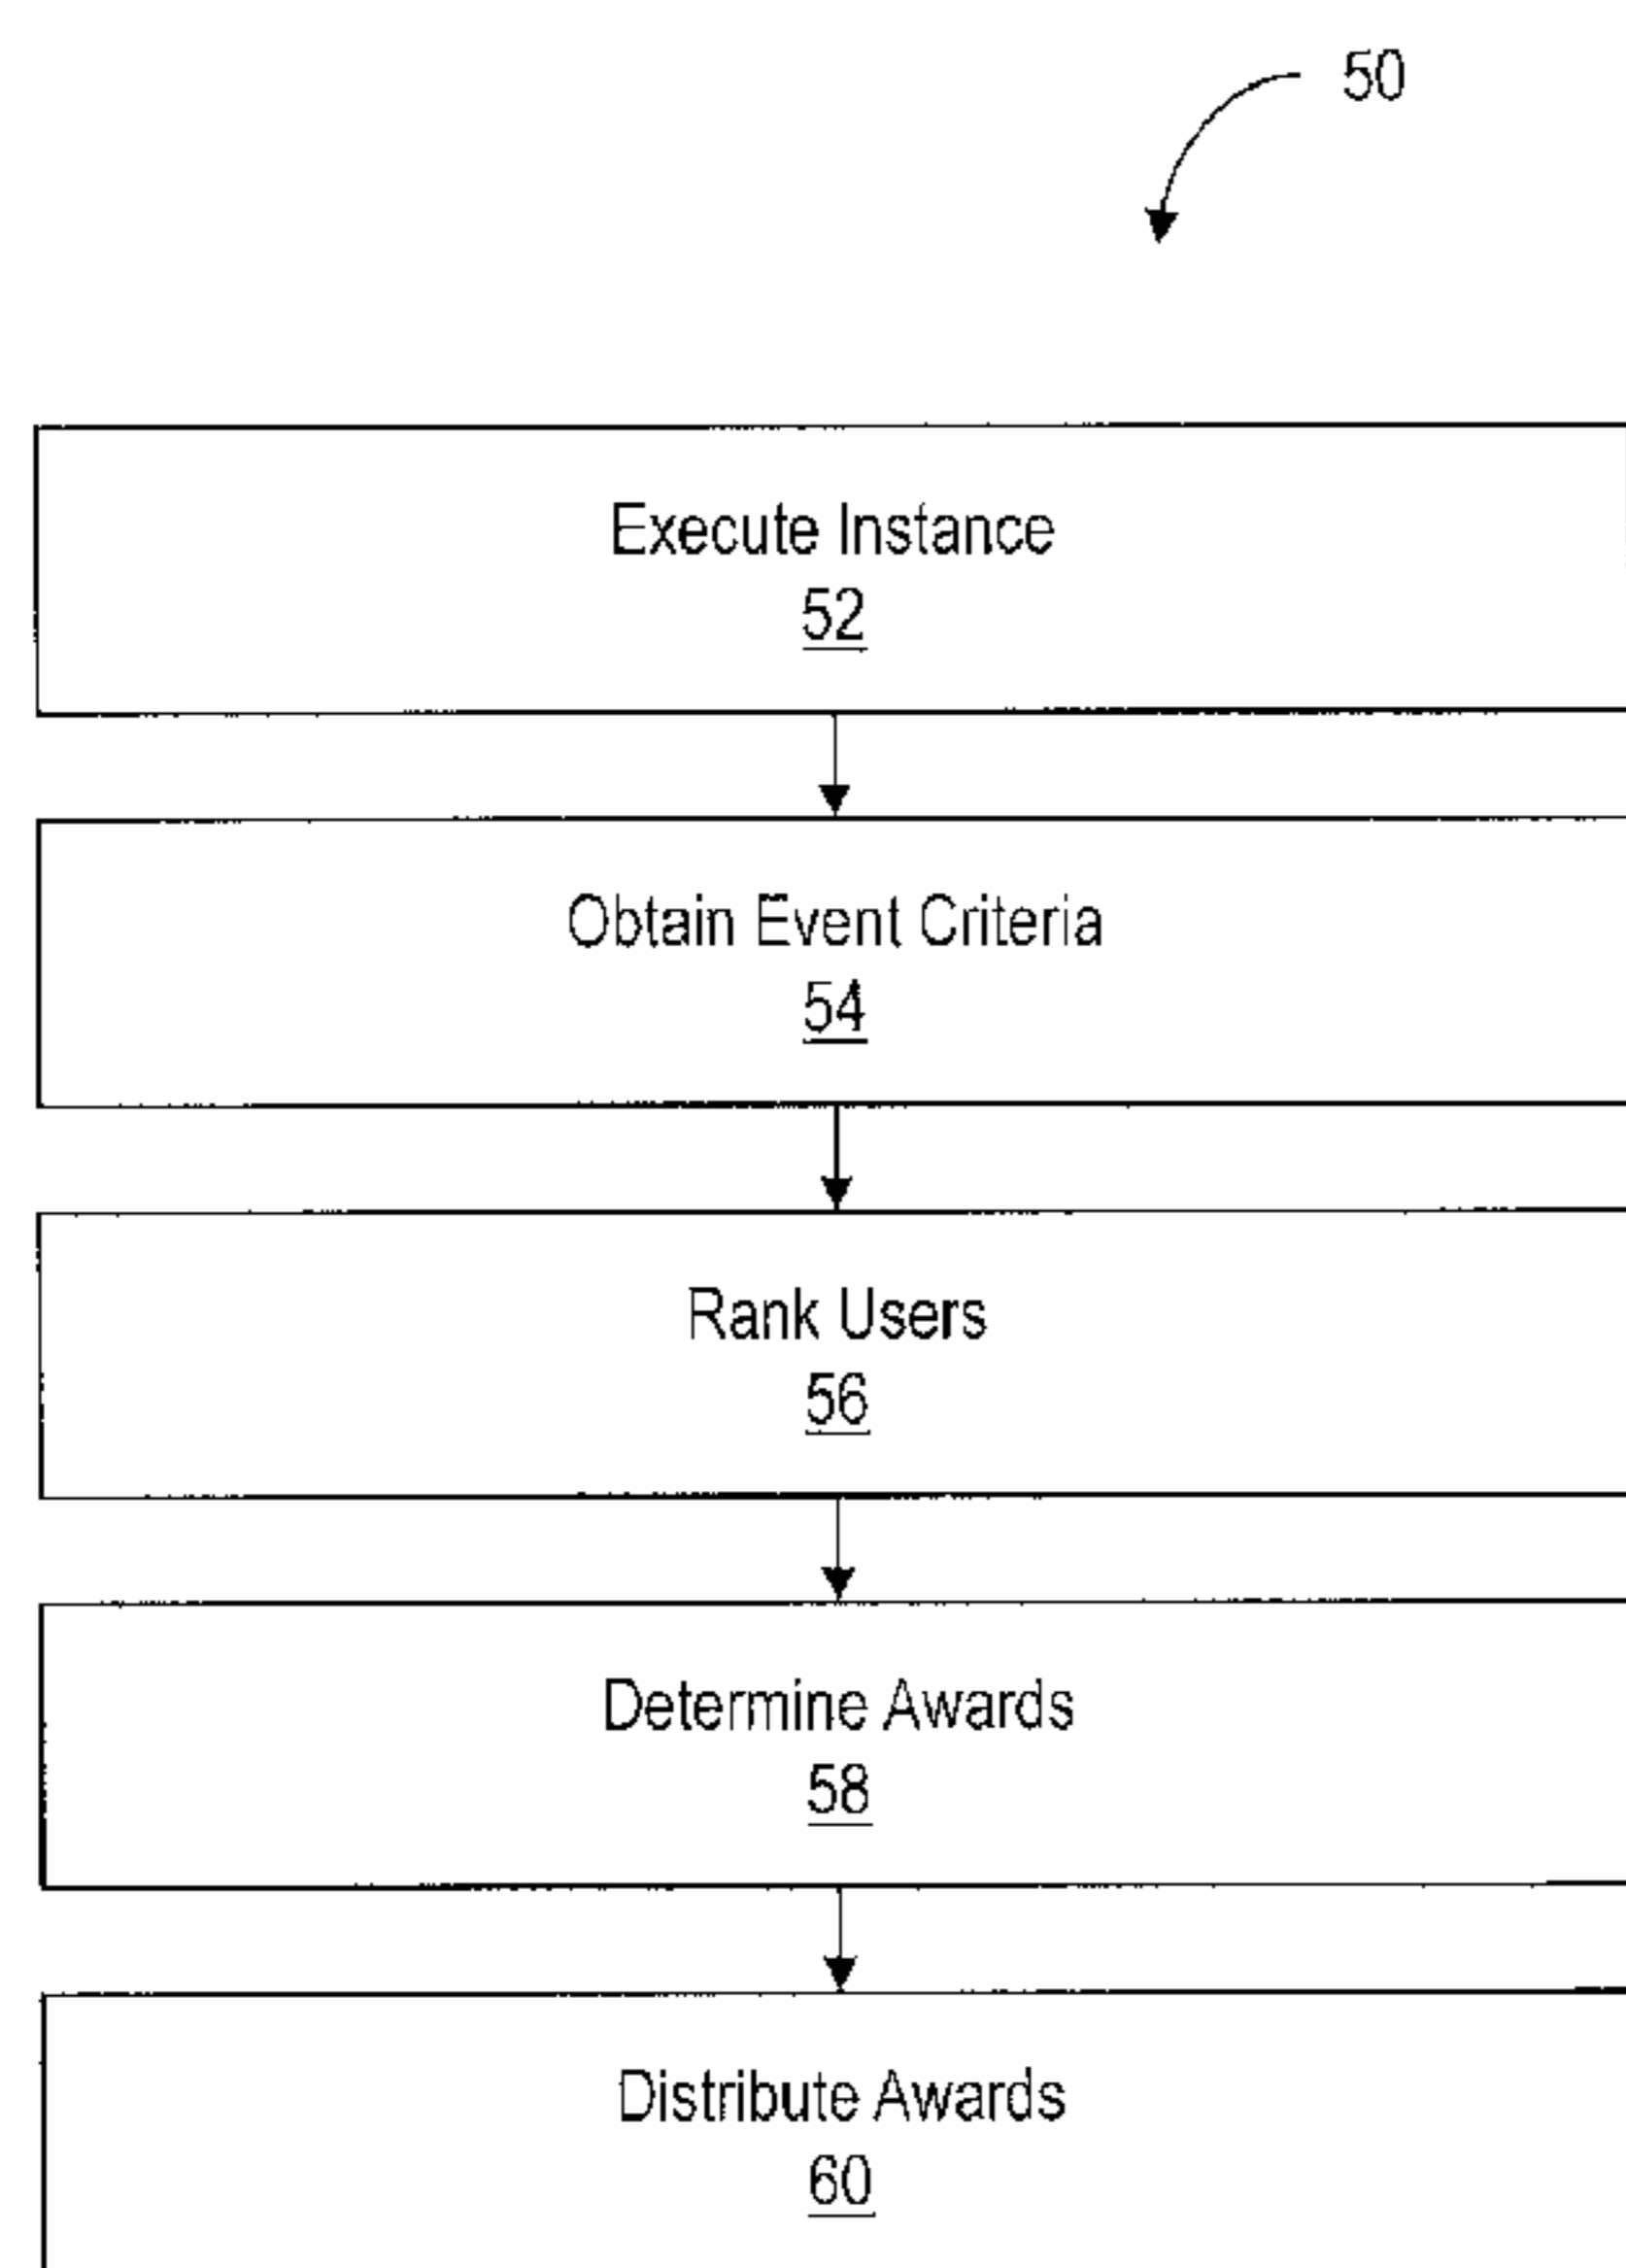 50
Execute Instance
52
Obtain Event Criteria
54
Rank Users
56
Determine Awards
58
Distribute Awards
60